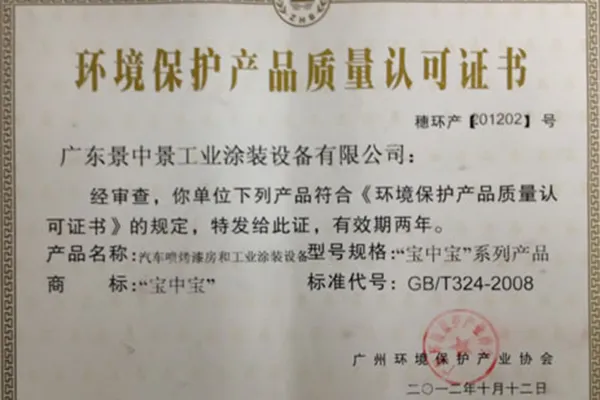 ZHB
环境保护产品质量认可证书
穗环产【201202】号
广东景中景工业涂装设备有限公司：
经审查，你单位下列产品符合《环境保护产品质量认
可证书》的规定，特发给此证，有效期两年。
产品名称：汽车喷烤漆房和工业涂装设备 型号规格：“宝中宝”系列产品
商 标：“宝中宝” 标准代号：GB/T324-2008
广州环境保护产业协会
二○一二年十月十二日